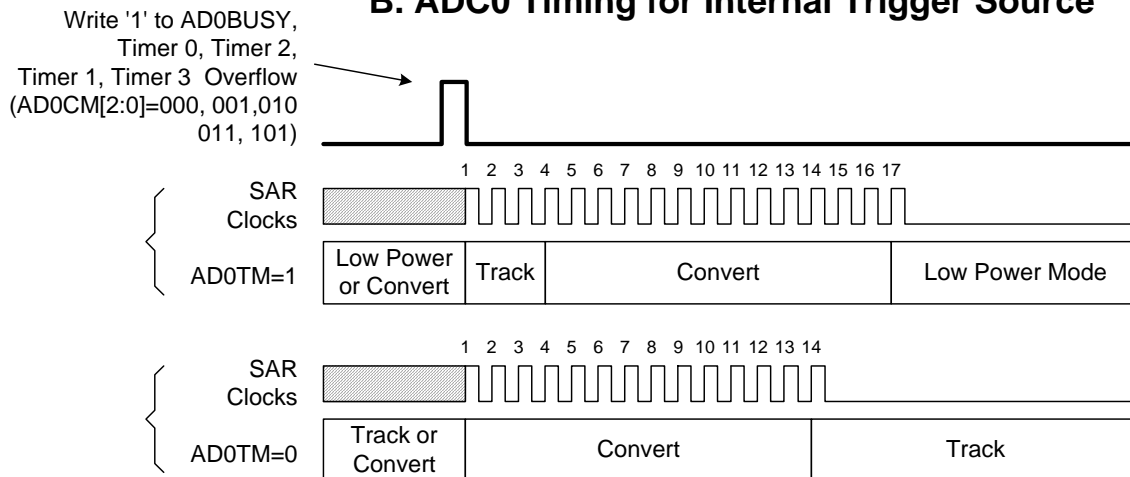 B. ADC0 Timing for Internal Trigger Source
Write '1' to AD0BUSY,
Timer 0, Timer 2,
Timer 1, Timer 3 Overflow
(AD0CM[2:0]=000, 001,010
011, 101)
1 2 3 4 5 6 7 8 9 10 11 12 13 14 15 16 17
SAR
Clocks
AD0TM=1
Low Power
or Convert
Track
Convert
Low Power Mode
1 2 3 4 5 6 7 8 9 10 11 12 13 14
SAR
Clocks
AD0TM=0
Track or
Convert
Convert
Track